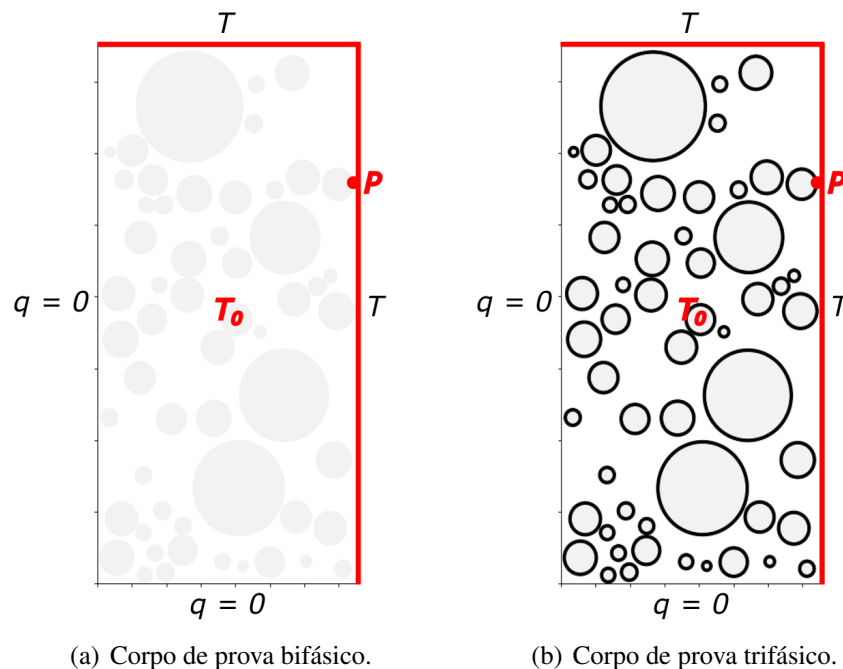 T
T
P
P
q = 0
T₀
T
q = 0
T₀
T
q = 0
q = 0
(a) Corpo de prova bifásico.
(b) Corpo de prova trifásico.